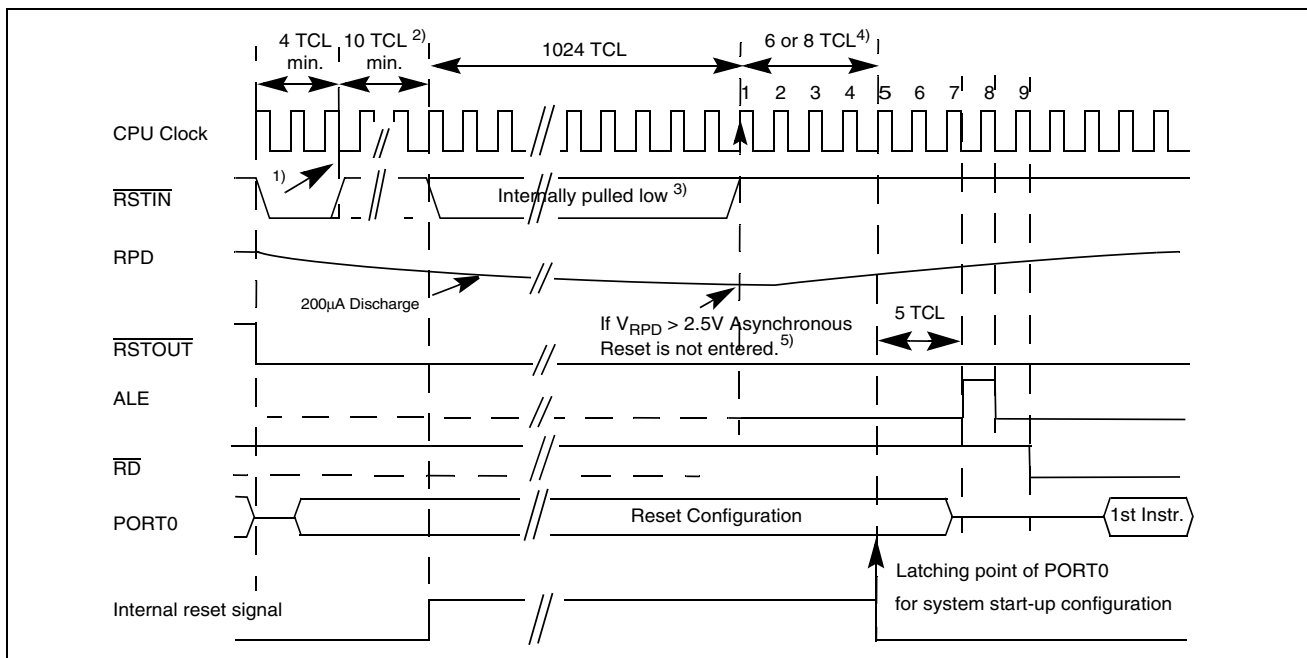 4 TCL
min.
10 TCL 2)
min.
1024 TCL
6 or 8 TCL4)
1 2 3 4 5 6 7 8 9
CPU Clock
1)
RSTIN
Internally pulled low 3)
RPD
200µA Discharge
If VRPD > 2.5V Asynchronous
Reset is not entered.5)
5 TCL
RSTOUT
ALE
RD
PORT0
Reset Configuration
1st Instr.
Latching point of PORT0
for system start-up configuration
Internal reset signal